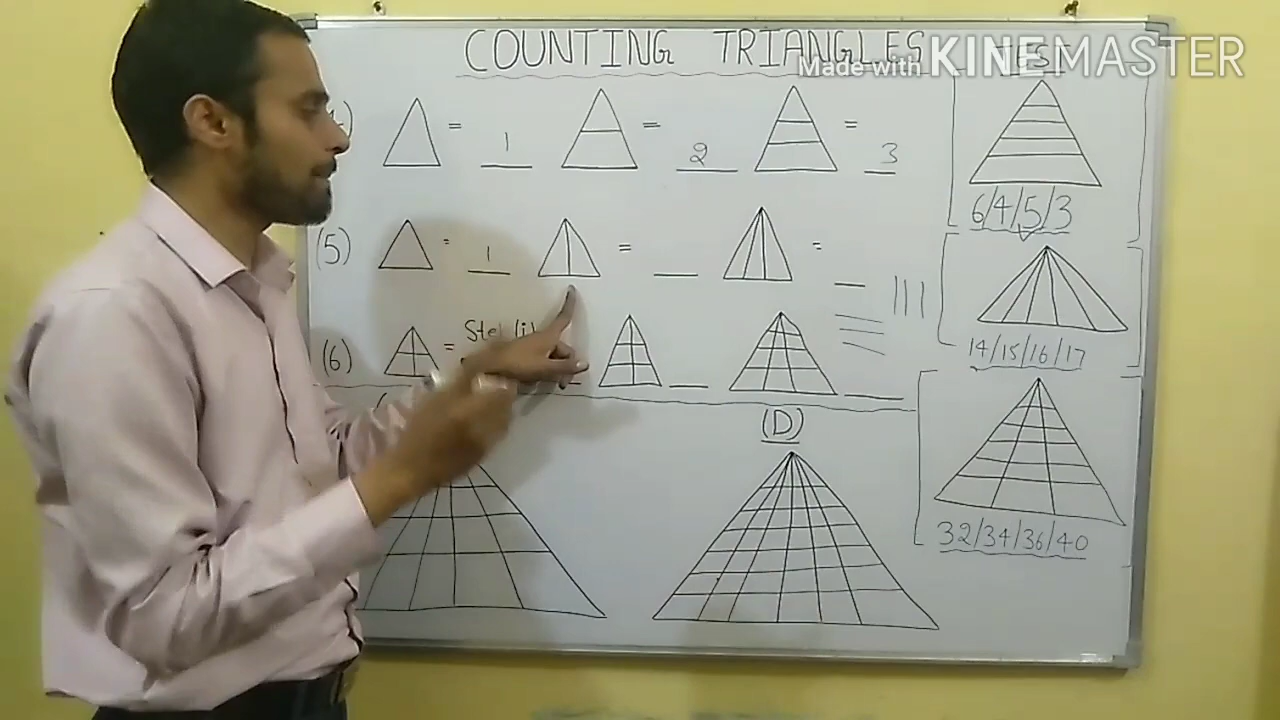 COUNTING TRIANGLES TEST
Made with KINEMASTER
= 1 = 2 = 3
6/4/5/3
(5) = 1 = =
14/15/16/17
(6) = (i)
(D)
32/34/36/40